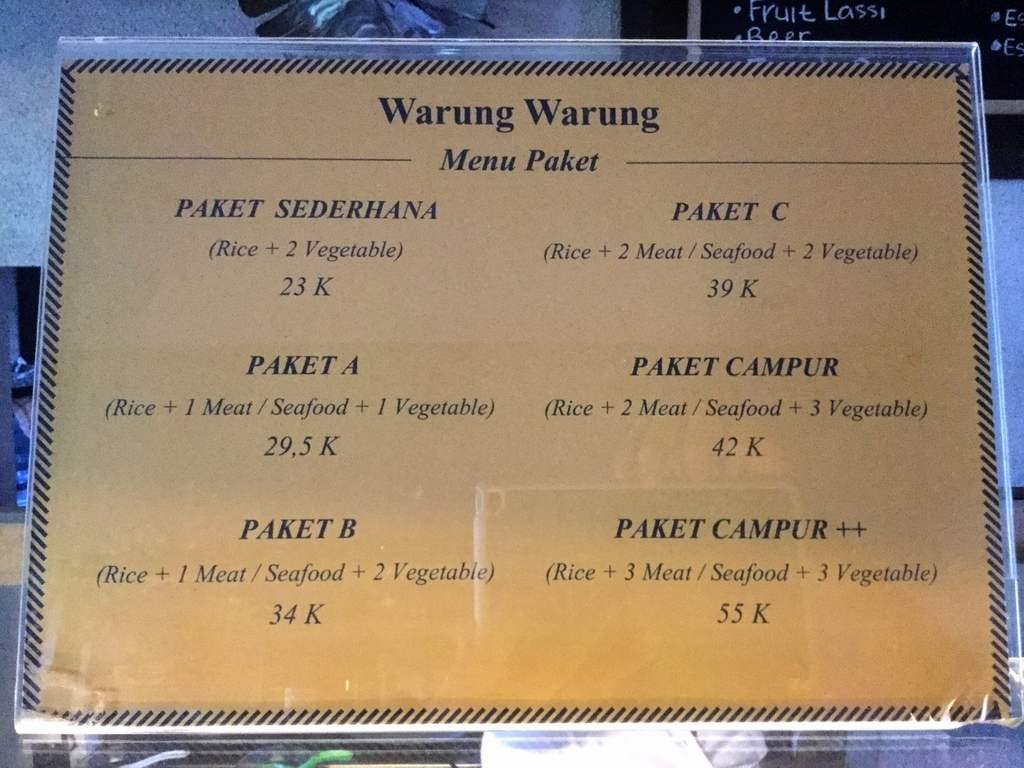 • Fruit Lassi
• Beer
• Es
• Es
Warung Warung
Menu Paket
PAKET SEDERHANA
(Rice + 2 Vegetable)
23 K
PAKET A
(Rice + 1 Meat / Seafood + 1 Vegetable)
29,5 K
PAKET B
(Rice + 1 Meat / Seafood + 2 Vegetable)
34 K
PAKET C
(Rice + 2 Meat / Seafood + 2 Vegetable)
39 K
PAKET CAMPUR
(Rice + 2 Meat / Seafood + 3 Vegetable)
42 K
PAKET CAMPUR ++
(Rice + 3 Meat / Seafood + 3 Vegetable)
55 K